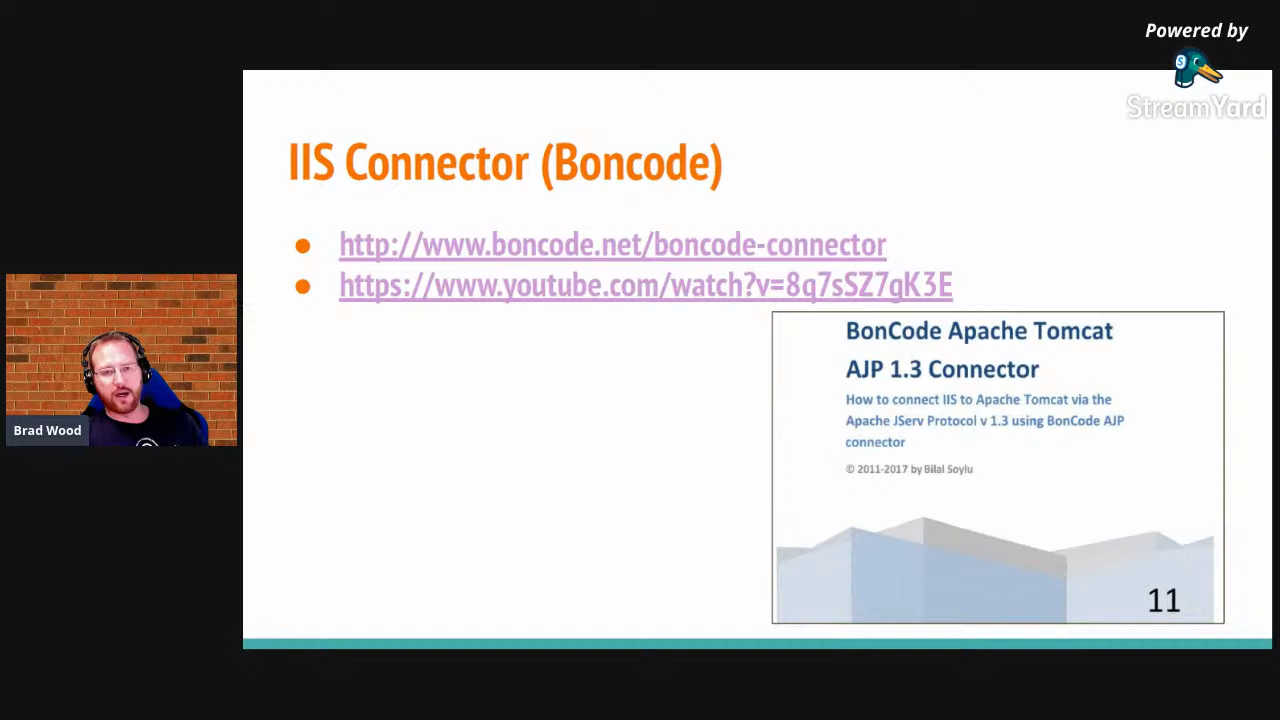 Powered by
StreamYard
IIS Connector (Boncode)
http://www.boncode.net/boncode-connector
https://www.youtube.com/watch?v=8q7sSZ7gK3E
BonCode Apache Tomcat
AJP 1.3 Connector
How to connect IIS to Apache Tomcat via the
Apache JServ Protocol v 1.3 using BonCode AJP
connector
© 2011-2017 by Bilal Soylu
11
Brad Wood